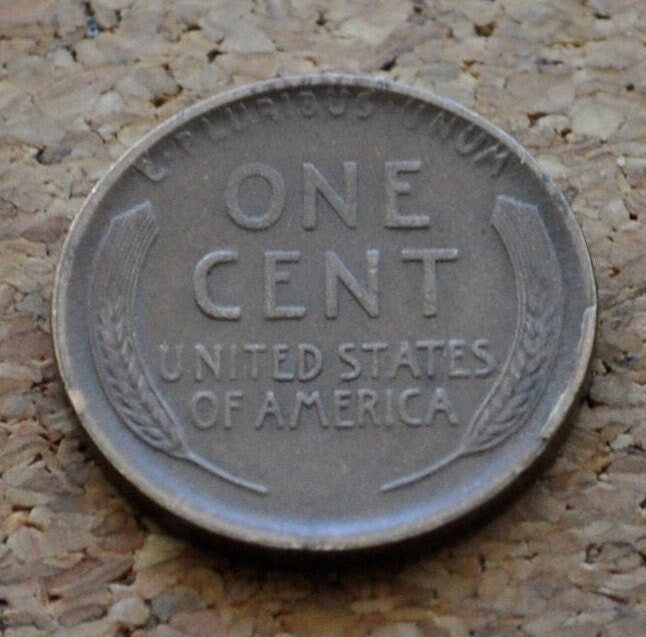 E·PLURIBUS·UNUM
ONE
CENT
UNITED STATES
OF AMERICA